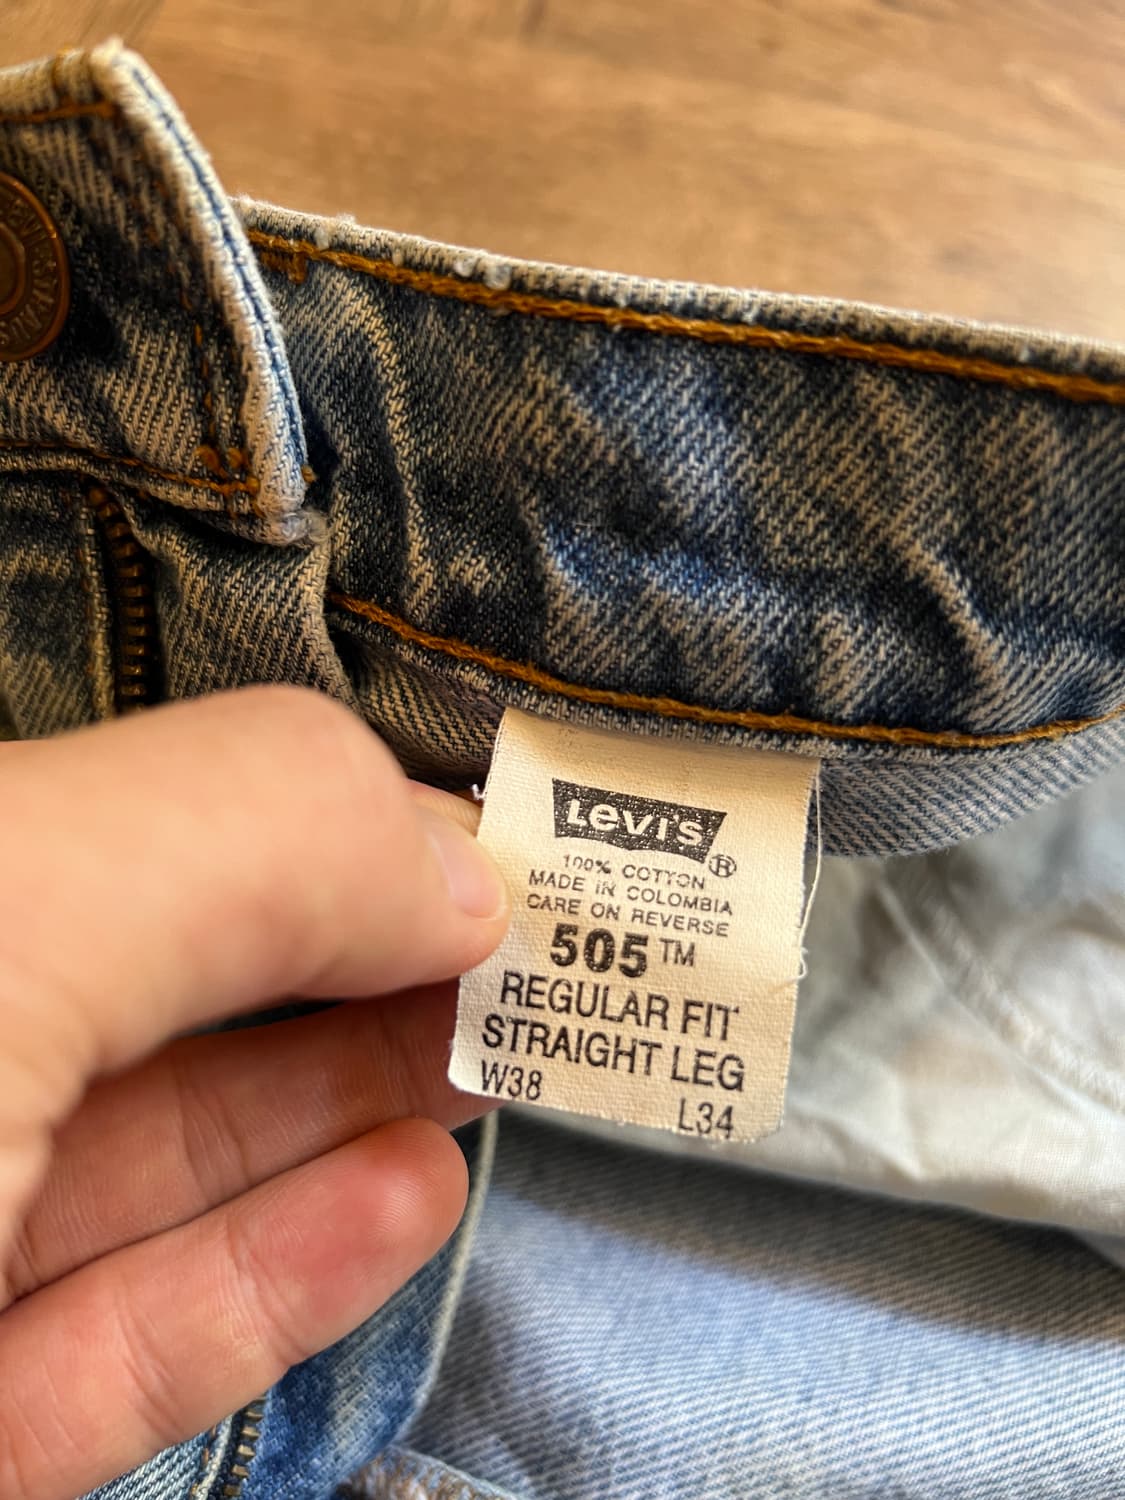 Levi's®
100% COTTON
MADE IN COLOMBIA
CARE ON REVERSE
505™
REGULAR FIT
STRAIGHT LEG
W38
L34